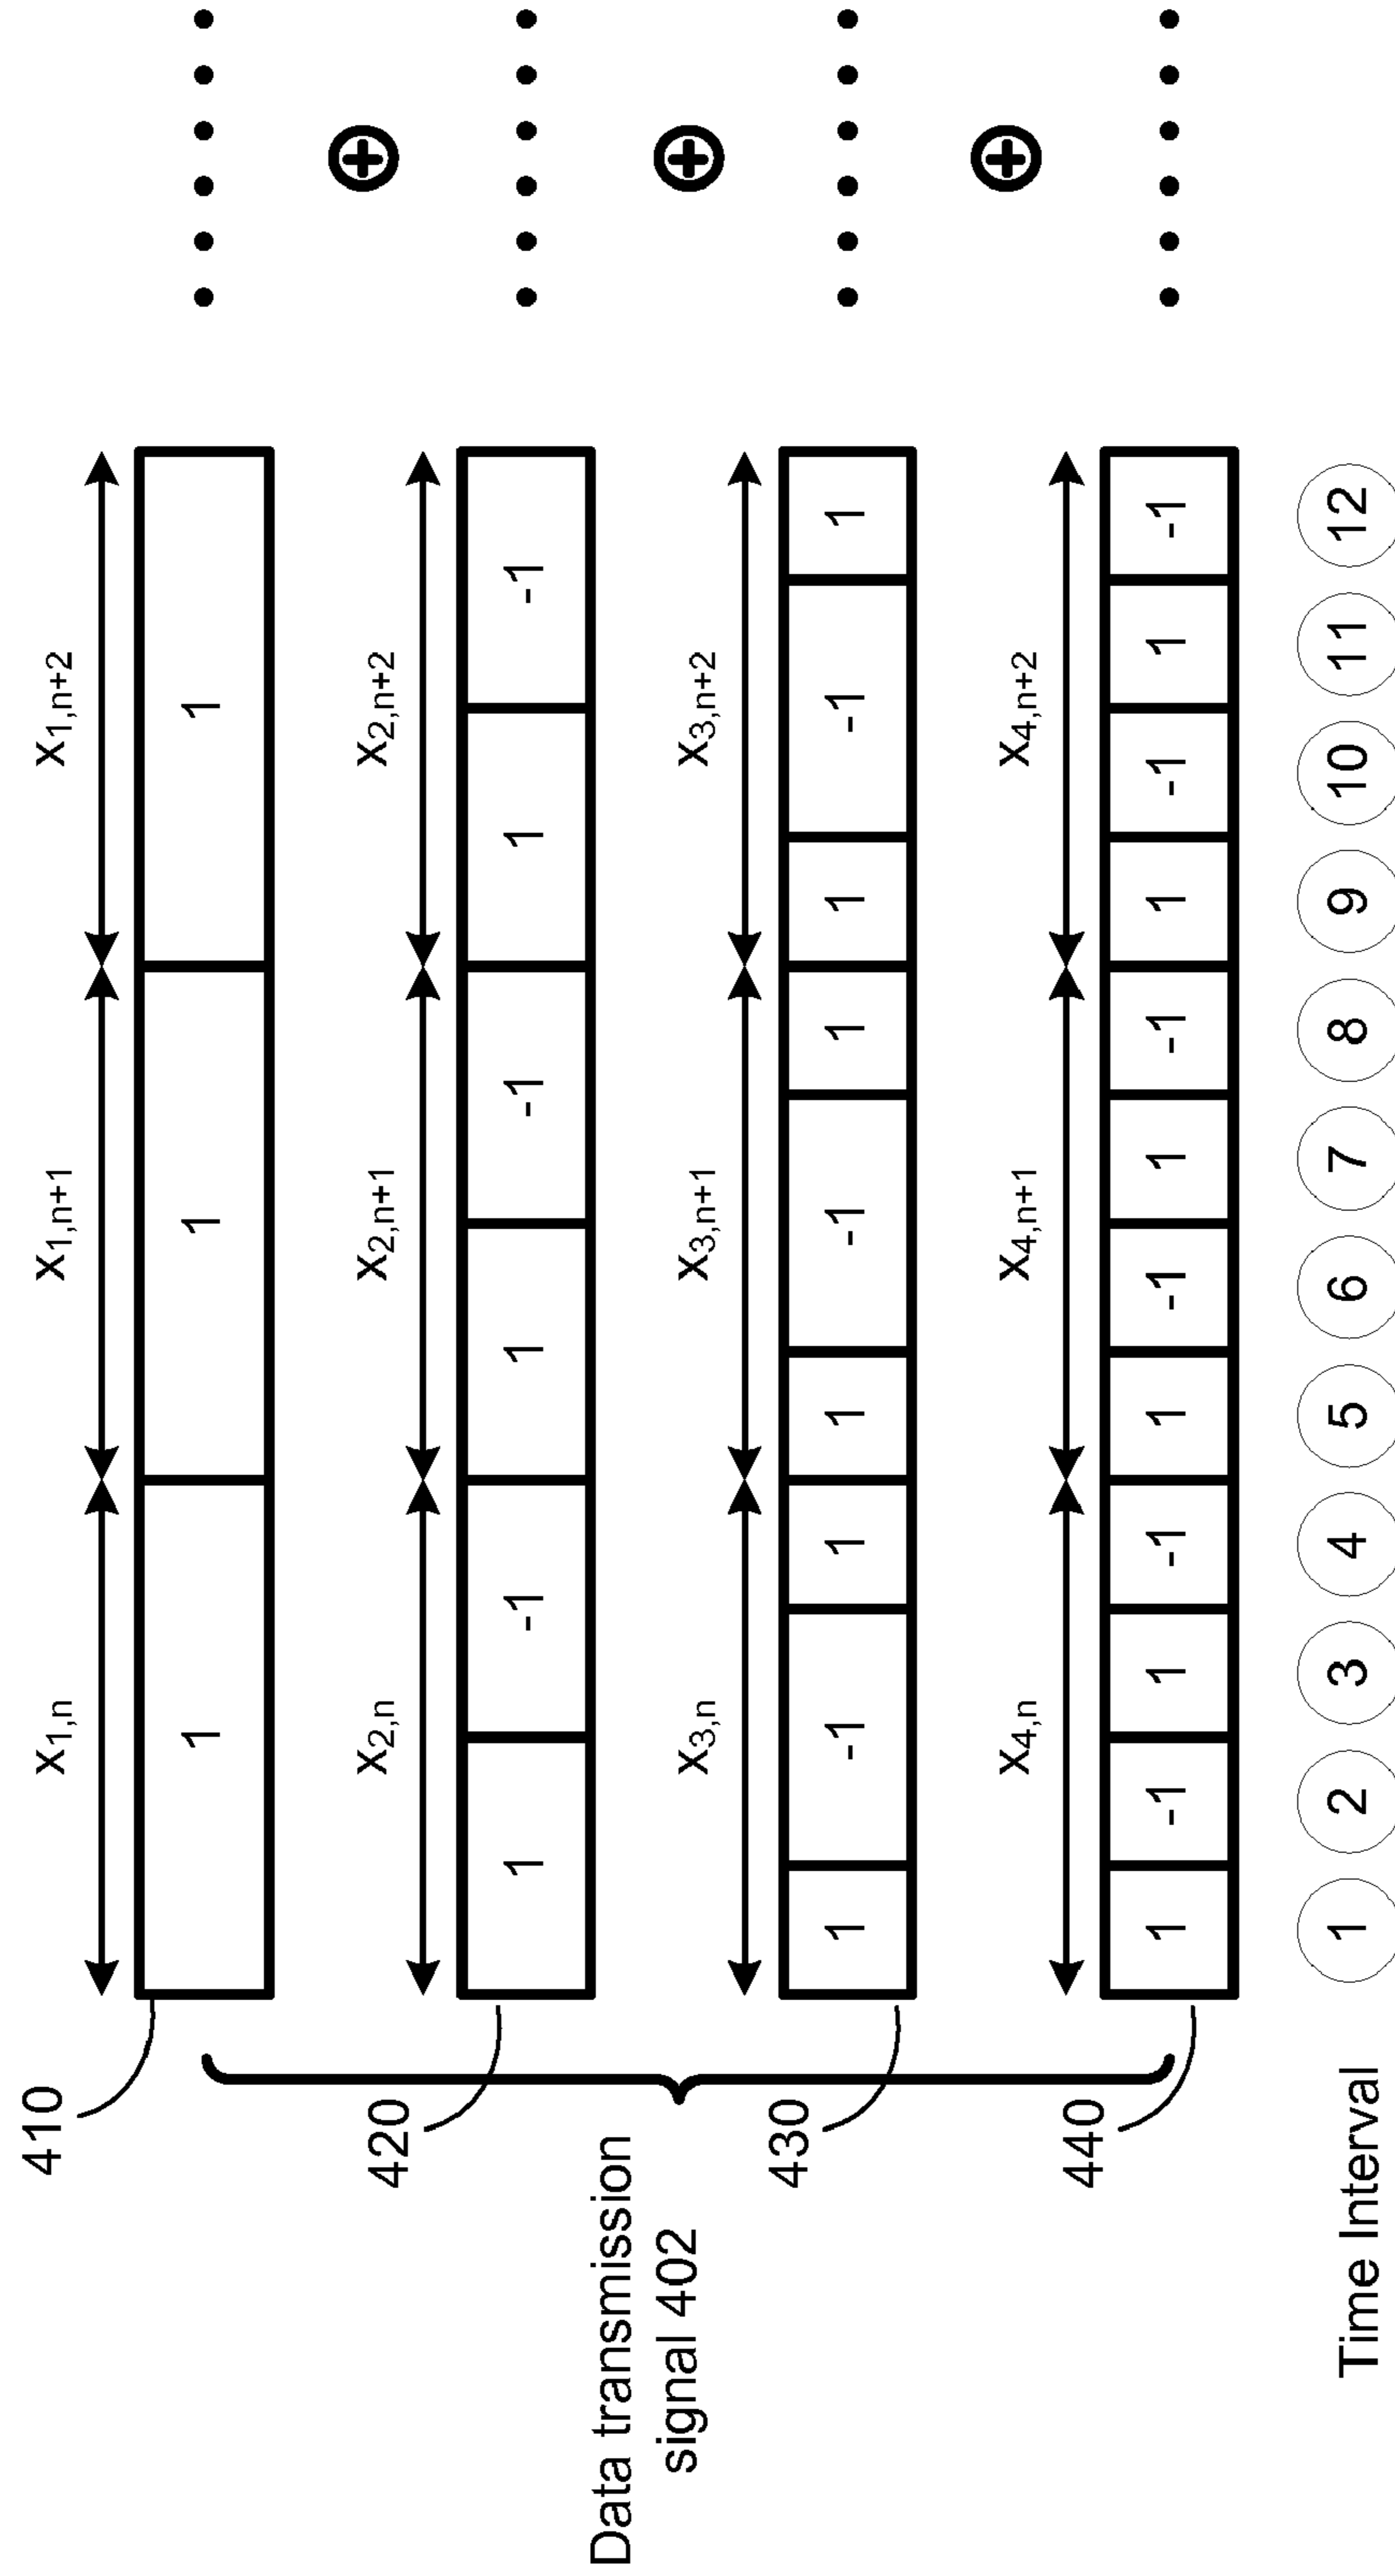 410
x1,n x1,n+1 x1,n+2
1 1 1
420
x2,n x2,n+1 x2,n+2
1 -1 1 -1 1 -1
Data transmission
signal 402
430
x3,n x3,n+1 x3,n+2
1 -1 1 1 -1 1 1 -1 1
440
x4,n x4,n+1 x4,n+2
1 -1 1 -1 1 -1 1 -1 1 -1 1 -1
Time Interval 1 2 3 4 5 6 7 8 9 10 11 12